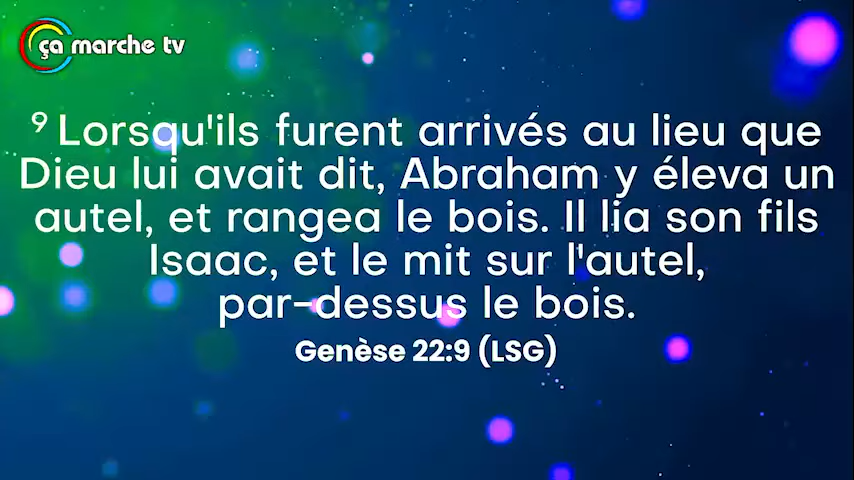 ça marche tv
⁹ Lorsqu'ils furent arrivés au lieu que
Dieu lui avait dit, Abraham y éleva un
autel, et rangea le bois. Il lia son fils
Isaac, et le mit sur l'autel,
par-dessus le bois.
Genèse 22:9 (LSG)